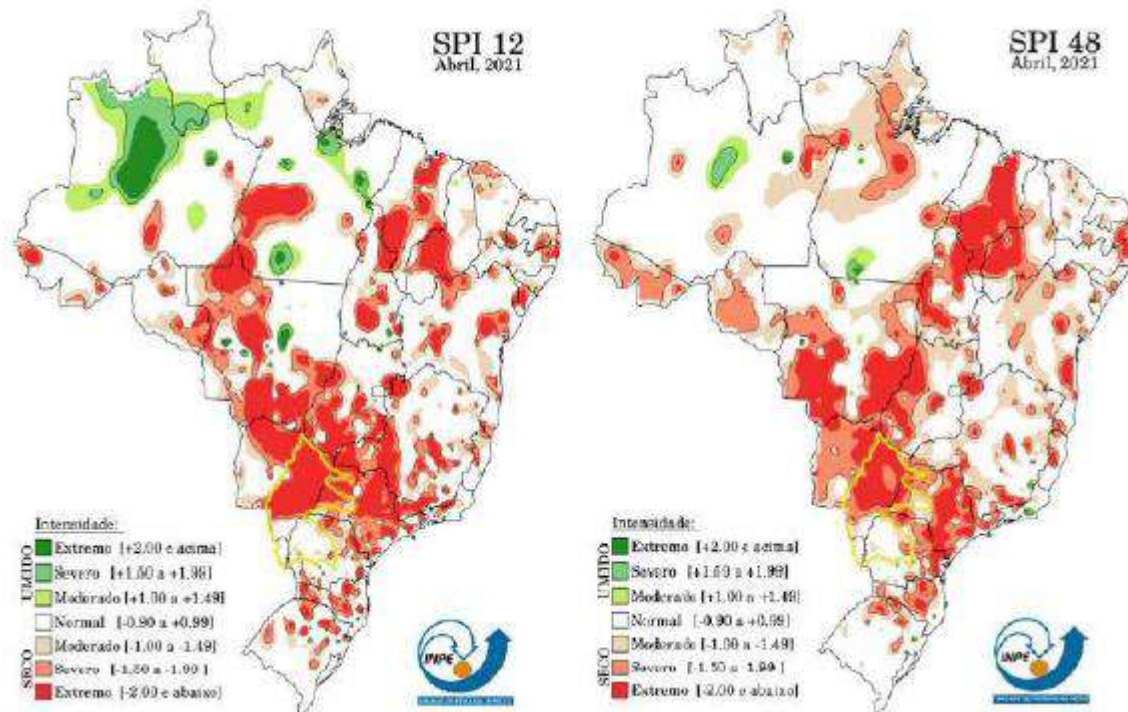 SPI 12
Abril, 2021
Intensidade:
UMIDO
Extremo [+2.00 e acima]
Severo [+1.50 a +1.99]
Moderado [+1.00 a +1.49]
Normal [-0.90 a +0.99]
Moderado [-1.00 a -1.49]
Severo [-1.50 a -1.99]
Extremo [-2.00 e abaixo]
SECO
INPE
SPI 48
Abril, 2021
Intensidade:
UMIDO
Extremo [+2.00 e acima]
Severo [+1.50 a +1.99]
Moderado [+1.00 a +1.49]
Normal [-0.90 a +0.99]
Moderado [-1.00 a -1.49]
Severo [-1.50 a -1.99]
Extremo [-2.00 e abaixo]
SECO
INPE